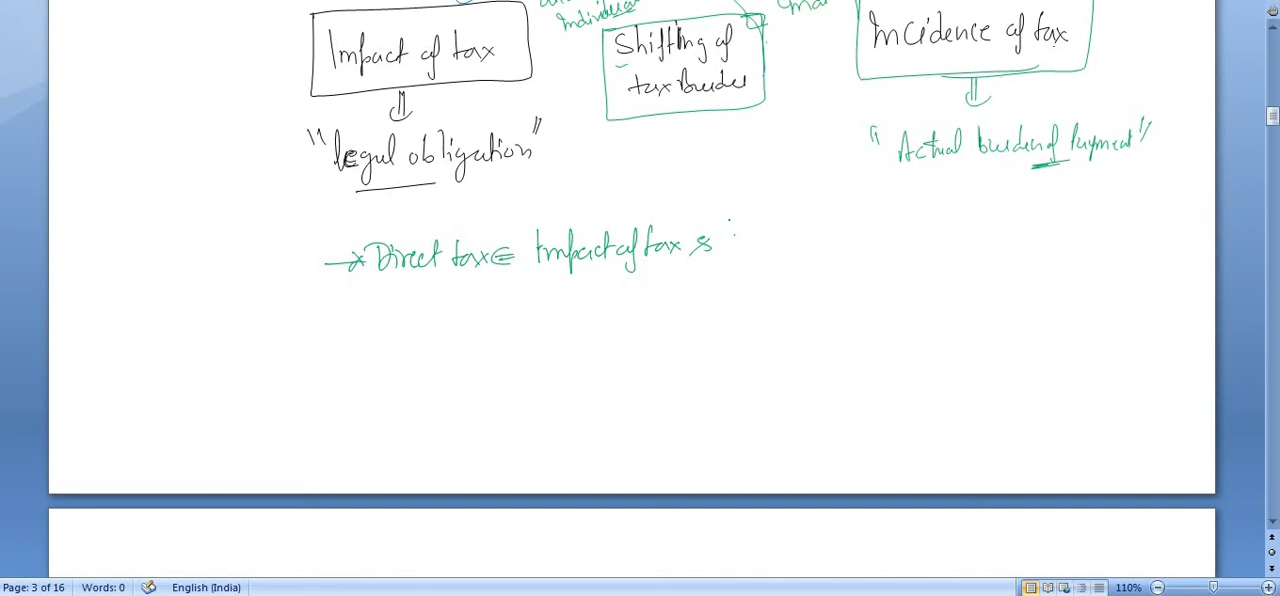 Individual
Impact of tax
Shifting of
tax Burden
Incidence of tax
"legal obligation"
"Actual burden of Payment"
→ Direct tax = Impact of tax &
Page: 3 of 16 Words: 0 English (India) 110%